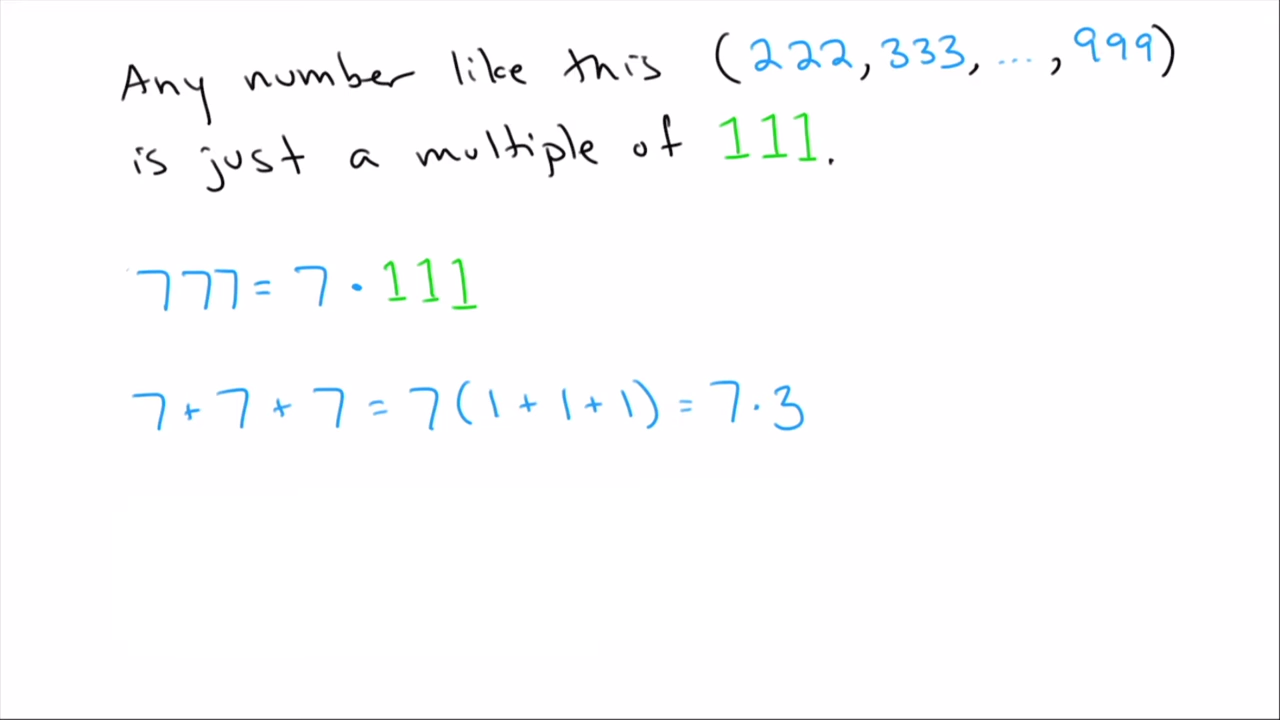 Any number like this (222, 333, ..., 999)
is just a multiple of 111.
777 = 7 · 111
7 + 7 + 7 = 7 (1 + 1 + 1) = 7 · 3